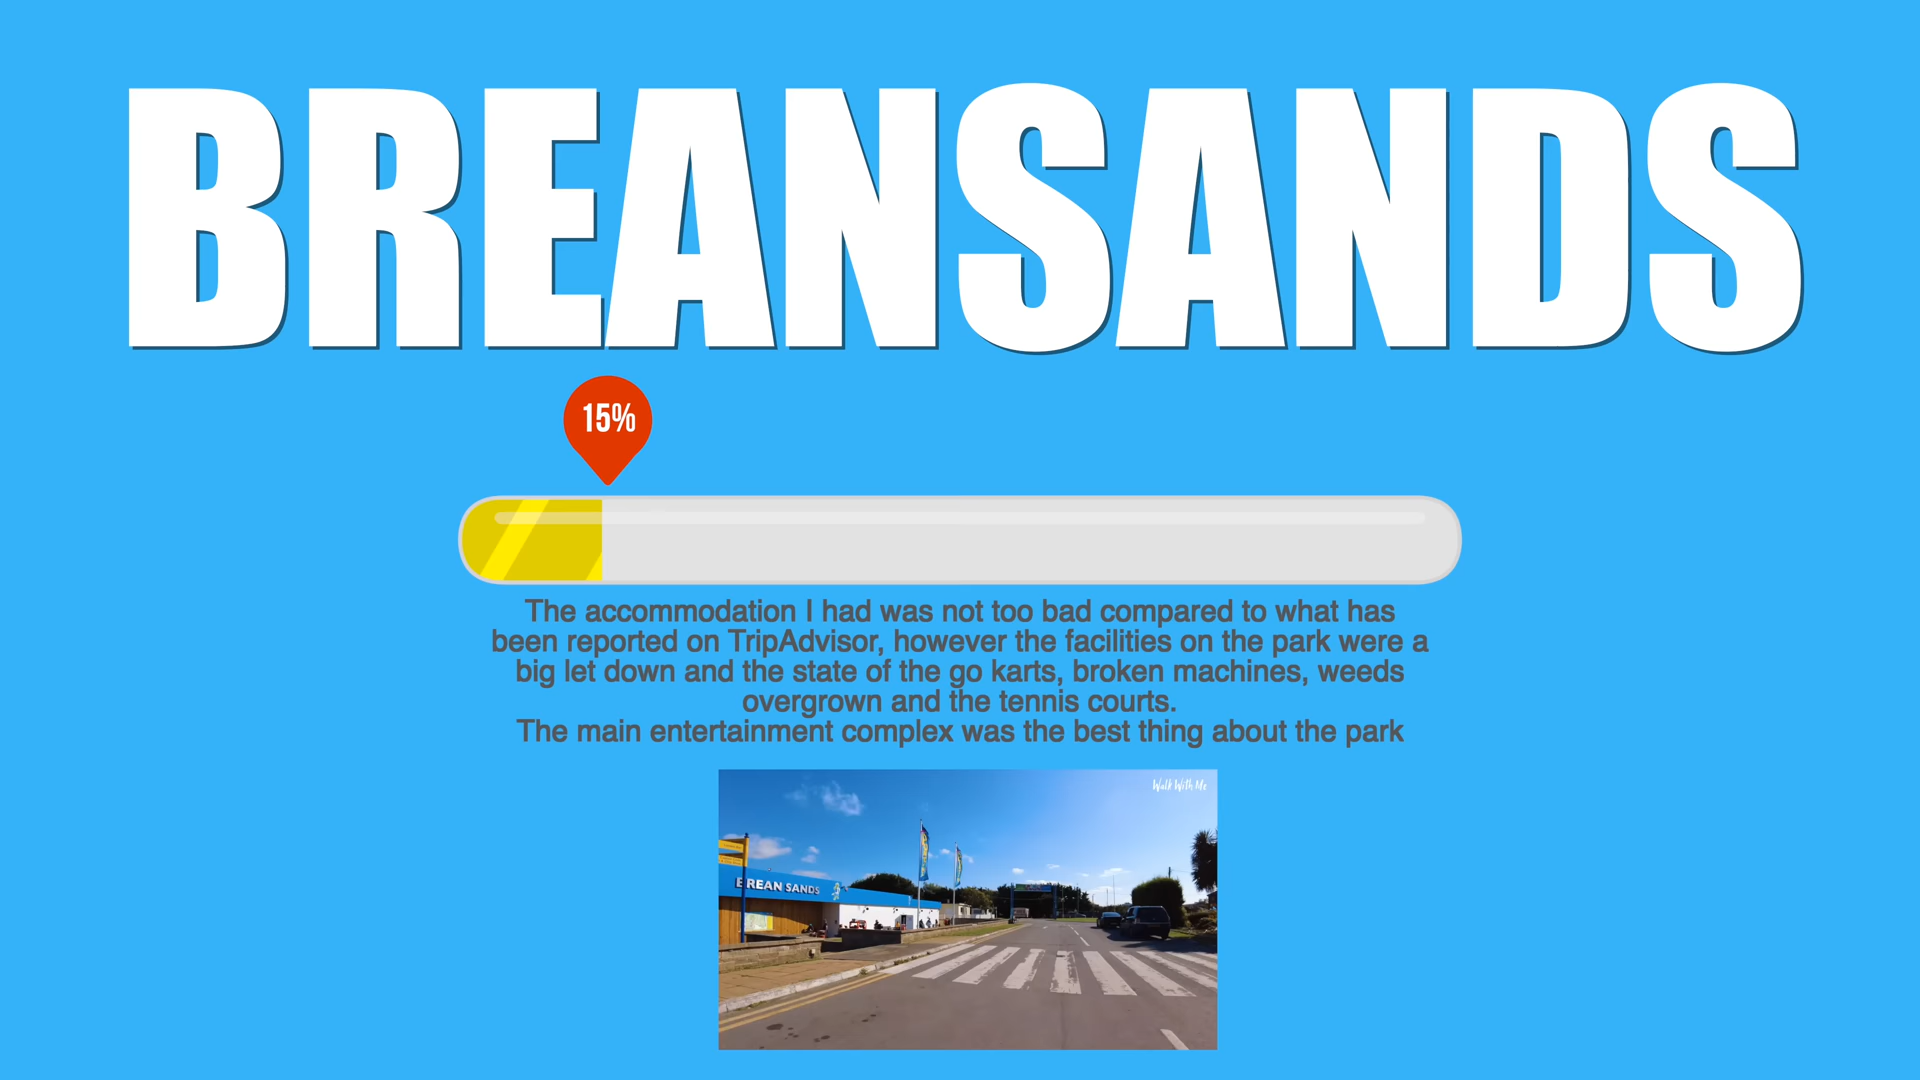 BREANSANDS
15%
The accommodation I had was not too bad compared to what has
been reported on TripAdvisor, however the facilities on the park were a
big let down and the state of the go karts, broken machines, weeds
overgrown and the tennis courts.
The main entertainment complex was the best thing about the park
Walk With Me
BREAN SANDS